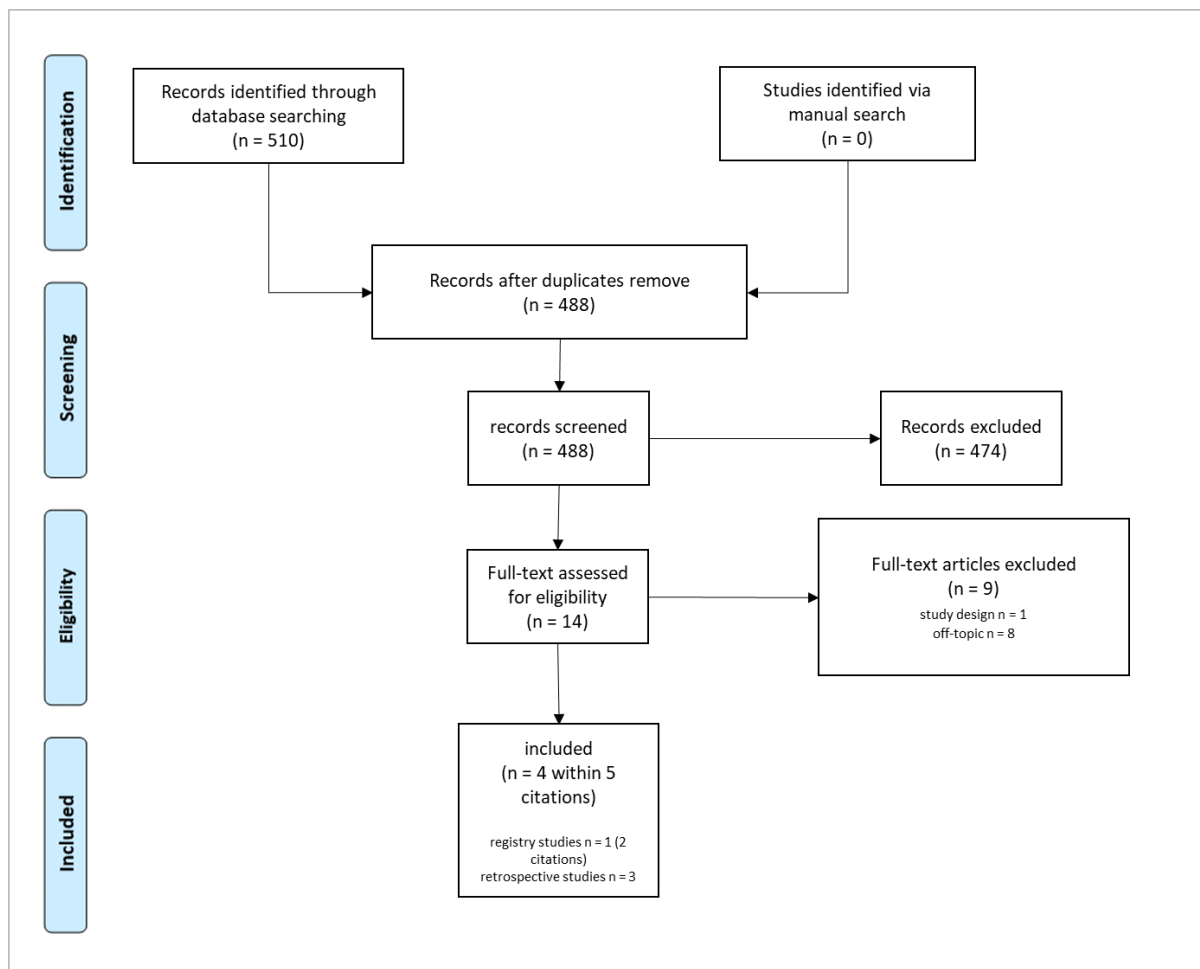 Identification
Records identified through
database searching
(n = 510)
Studies identified via
manual search
(n = 0)
Records after duplicates remove
(n = 488)
Screening
records screened
(n = 488)
Records excluded
(n = 474)
Eligibility
Full-text assessed
for eligibility
(n = 14)
Full-text articles excluded
(n = 9)
study design n = 1
off-topic n = 8
Included
included
(n = 4 within 5
citations)
registry studies n = 1 (2
citations)
retrospective studies n = 3